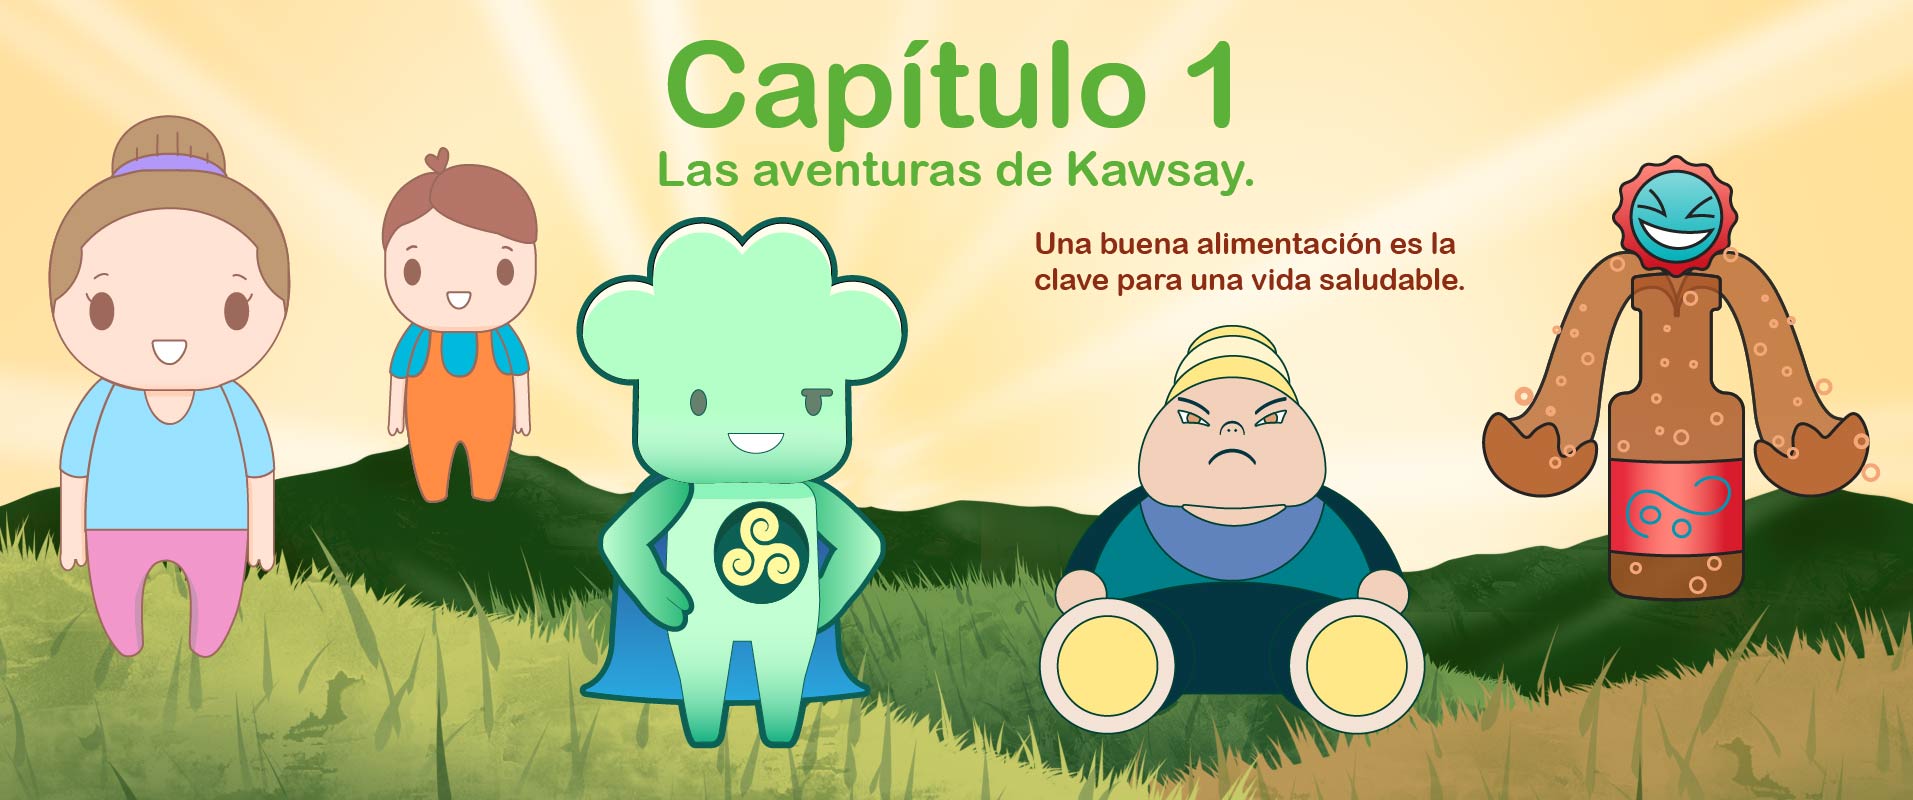 Capítulo 1
Las aventuras de Kawsay.
Una buena alimentación es la
clave para una vida saludable.